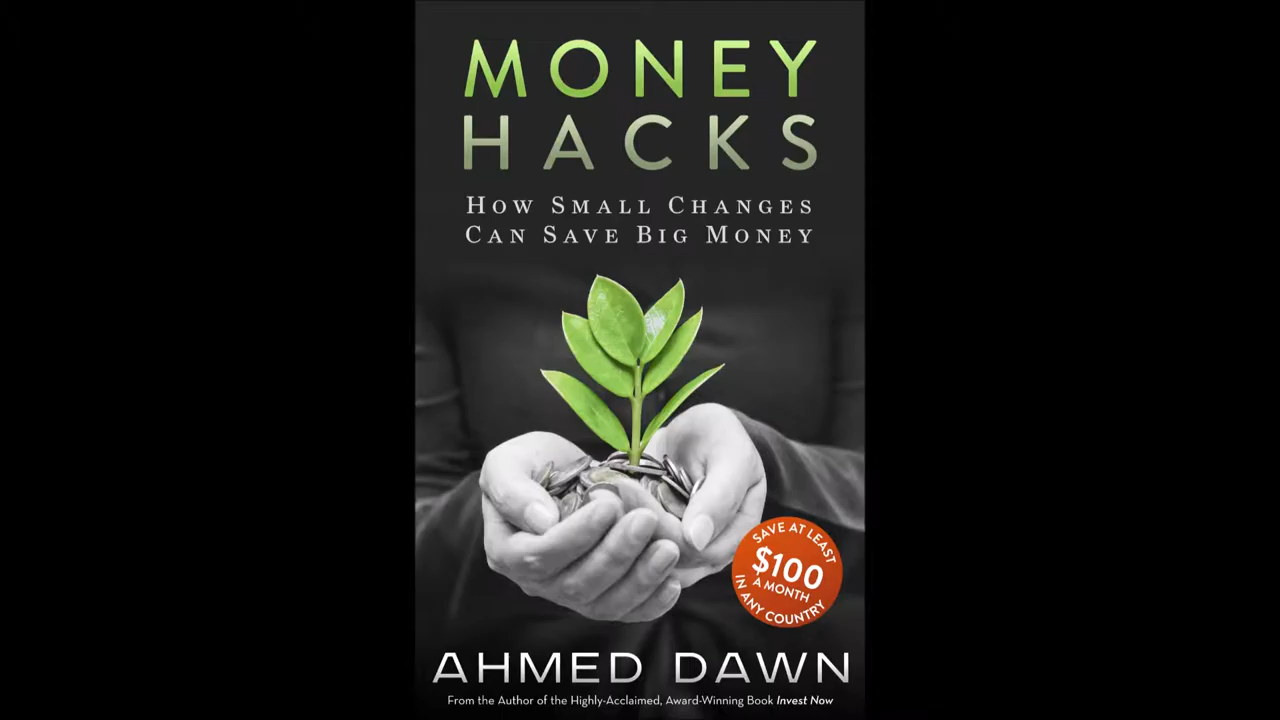 MONEY
HACKS
HOW SMALL CHANGES
CAN SAVE BIG MONEY
SAVE AT LEAST
$100
A MONTH
IN ANY COUNTRY
AHMED DAWN
From the Author of the Highly-Acclaimed, Award-Winning Book Invest Now